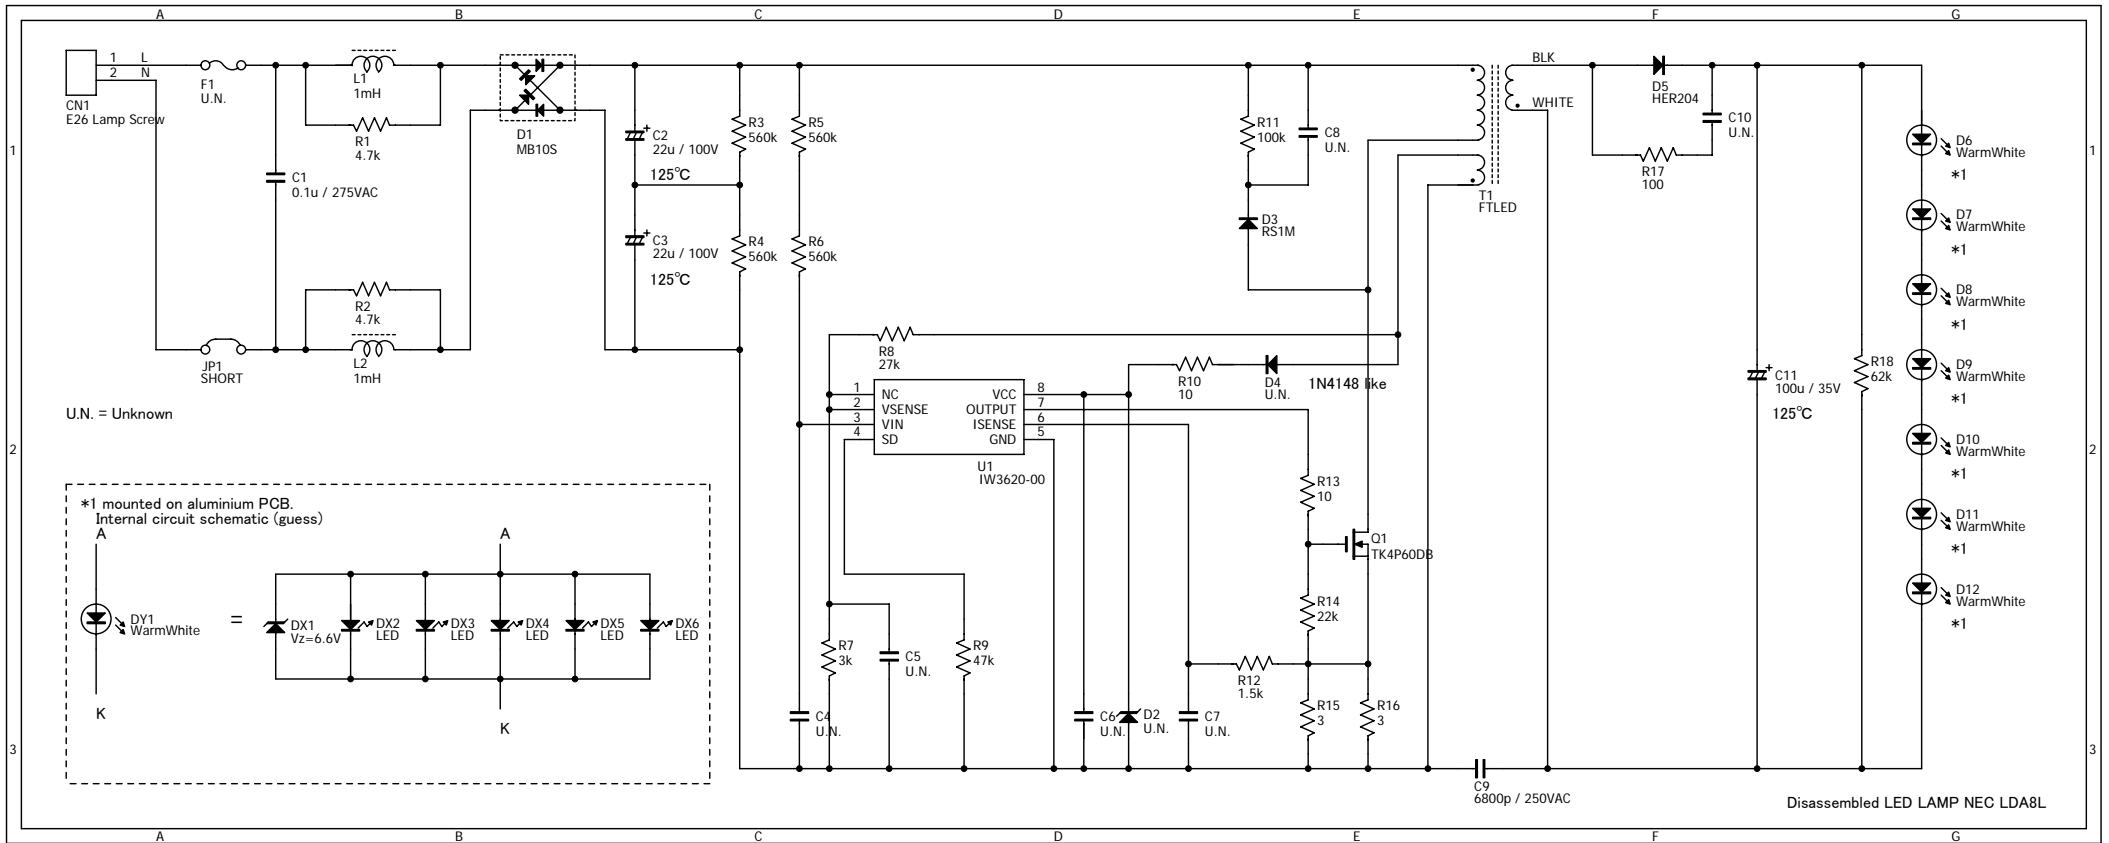 A B C D E F G
1
2
3
CN1
E26 Lamp Screw
1 L
2 N
F1
U.N.
L1
1mH
R1
4.7k
C1
0.1u / 275VAC
R2
4.7k
L2
1mH
JP1
SHORT
D1
MB10S
C2
22u / 100V
125℃
C3
22u / 100V
125℃
R3
560k
R4
560k
R5
560k
R6
560k
R8
27k
R10
10
D4
U.N.
1N4148 like
R11
100k
C8
U.N.
D3
RS1M
T1
FTLED
BLK
WHITE
D5
HER204
C10
U.N.
R17
100
C11
100u / 35V
125℃
R18
62k
D6
WarmWhite
*1
D7
WarmWhite
*1
D8
WarmWhite
*1
D9
WarmWhite
*1
D10
WarmWhite
*1
D11
WarmWhite
*1
D12
WarmWhite
*1
1 NC
2 VSENSE
3 VIN
4 SD
VCC 8
OUTPUT 7
ISENSE 6
GND 5
U1
IW3620-00
R13
10
Q1
TK4P60DB
R14
22k
R12
1.5k
R15
3
R16
3
R7
3k
C5
U.N.
R9
47k
C4
U.N.
C6
U.N.
D2
U.N.
C7
U.N.
C9
6800p / 250VAC
U.N. = Unknown
*1 mounted on aluminium PCB.
Internal circuit schematic (guess)
A
DY1
WarmWhite
K
=
A
DX1
Vz=6.6V
DX2
LED
DX3
LED
DX4
LED
DX5
LED
DX6
LED
K
Disassembled LED LAMP NEC LDA8L
1
2
3
A B C D E F G